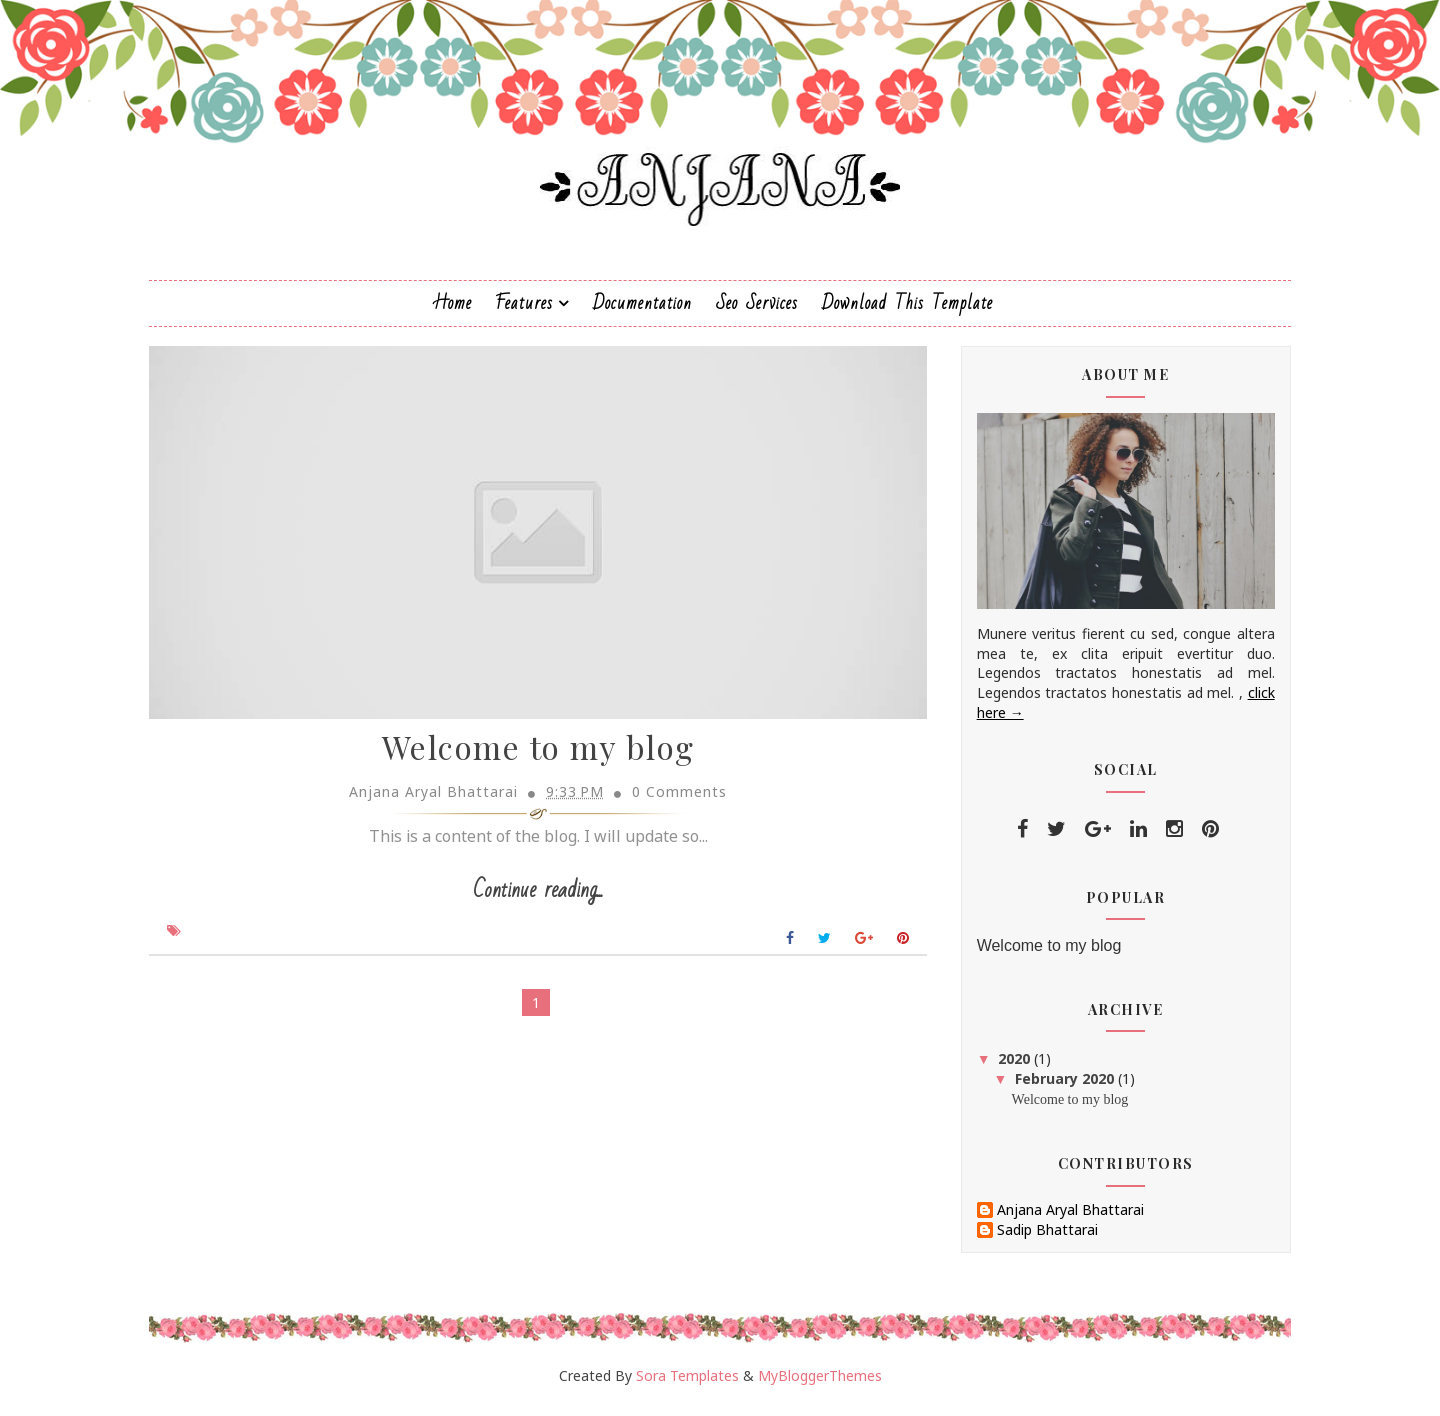 ANJANA
Home Features Documentation Seo Services Download This Template
Welcome to my blog
Anjana Aryal Bhattarai ● 9:33 PM ● 0 Comments
This is a content of the blog. I will update so...
Continue reading...
1
ABOUT ME
Munere veritus fierent cu sed, congue altera
mea te, ex clita eripuit evertitur duo.
Legendos tractatos honestatis ad mel.
Legendos tractatos honestatis ad mel. , click
here →
SOCIAL
POPULAR
Welcome to my blog
ARCHIVE
▼ 2020 (1)
▼ February 2020 (1)
Welcome to my blog
CONTRIBUTORS
Anjana Aryal Bhattarai
Sadip Bhattarai
Created By Sora Templates & MyBloggerThemes